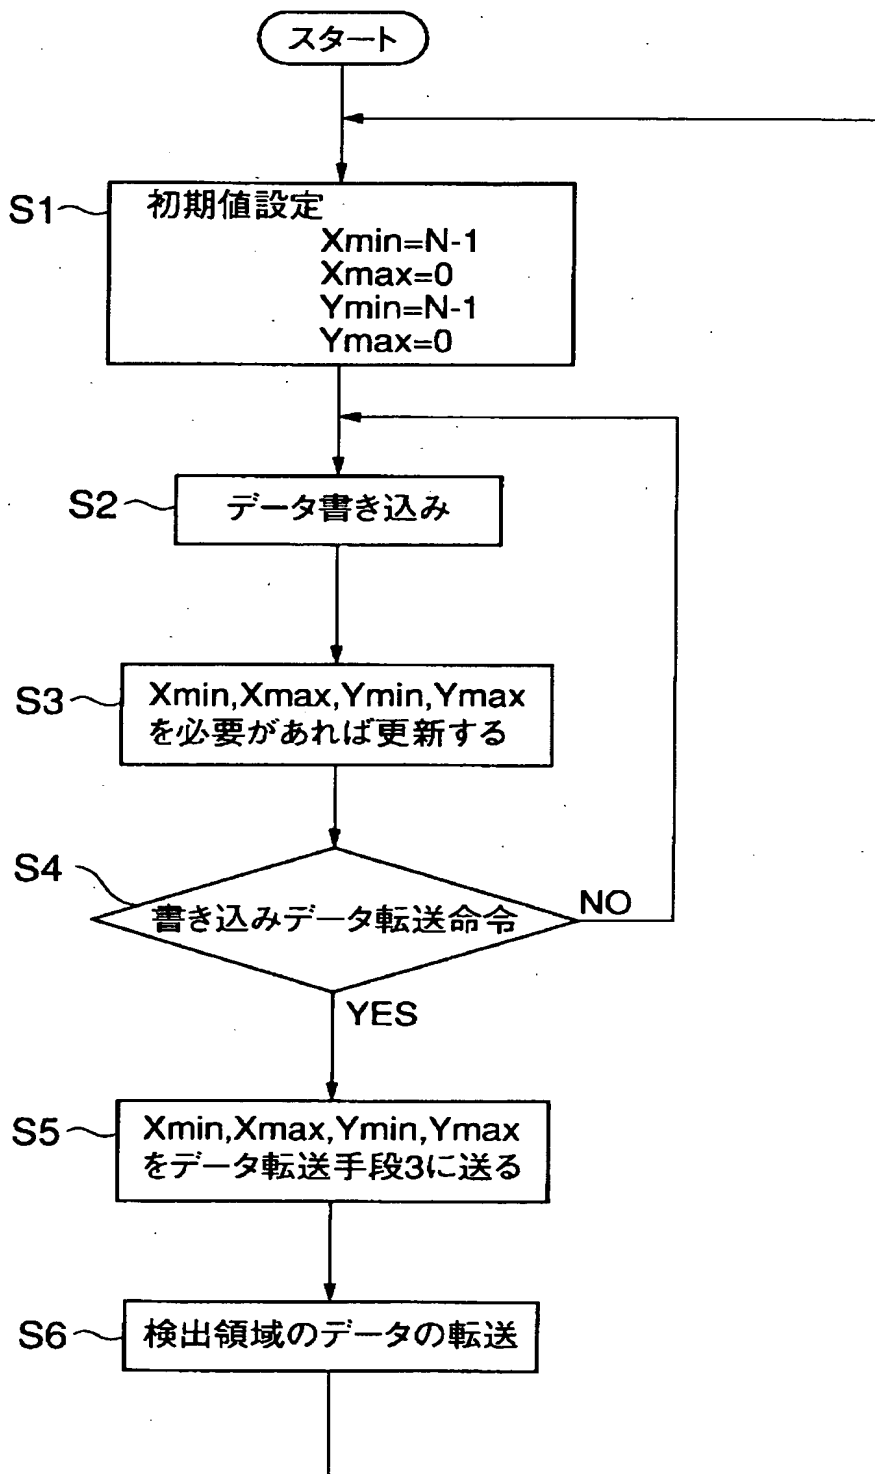 スタート
S1
初期値設定
Xmin=N-1
Xmax=0
Ymin=N-1
Ymax=0
S2
データ書き込み
S3
Xmin,Xmax,Ymin,Ymax
を必要があれば更新する
S4
書き込みデータ転送命令
NO
YES
S5
Xmin,Xmax,Ymin,Ymax
をデータ転送手段3に送る
S6
検出領域のデータの転送